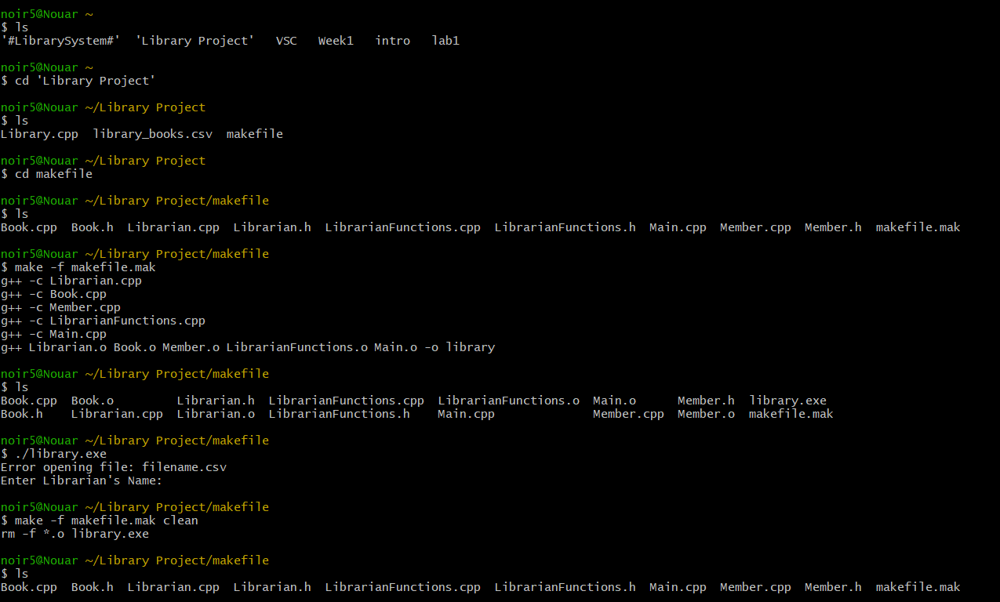 noir5@Nouar ~
$ ls
'#LibrarySystem#'  'Library Project'   VSC   Week1   intro   lab1
noir5@Nouar ~
$ cd 'Library Project'
noir5@Nouar ~/Library Project
$ ls
Library.cpp  library_books.csv  makefile
noir5@Nouar ~/Library Project
$ cd makefile
noir5@Nouar ~/Library Project/makefile
$ ls
Book.cpp  Book.h  Librarian.cpp  Librarian.h  LibrarianFunctions.cpp  LibrarianFunctions.h  Main.cpp  Member.cpp  Member.h  makefile.mak
noir5@Nouar ~/Library Project/makefile
$ make -f makefile.mak
g++ -c Librarian.cpp
g++ -c Book.cpp
g++ -c Member.cpp
g++ -c LibrarianFunctions.cpp
g++ -c Main.cpp
g++ Librarian.o Book.o Member.o LibrarianFunctions.o Main.o -o library
noir5@Nouar ~/Library Project/makefile
$ ls
Book.cpp  Book.o         Librarian.h  LibrarianFunctions.cpp  LibrarianFunctions.o  Main.o      Member.h  library.exe
Book.h    Librarian.cpp  Librarian.o  LibrarianFunctions.h    Main.cpp              Member.cpp  Member.o  makefile.mak
noir5@Nouar ~/Library Project/makefile
$ ./library.exe
Error opening file: filename.csv
Enter Librarian's Name:
noir5@Nouar ~/Library Project/makefile
$ make -f makefile.mak clean
rm -f *.o library.exe
noir5@Nouar ~/Library Project/makefile
$ ls
Book.cpp  Book.h  Librarian.cpp  Librarian.h  LibrarianFunctions.cpp  LibrarianFunctions.h  Main.cpp  Member.cpp  Member.h  makefile.mak